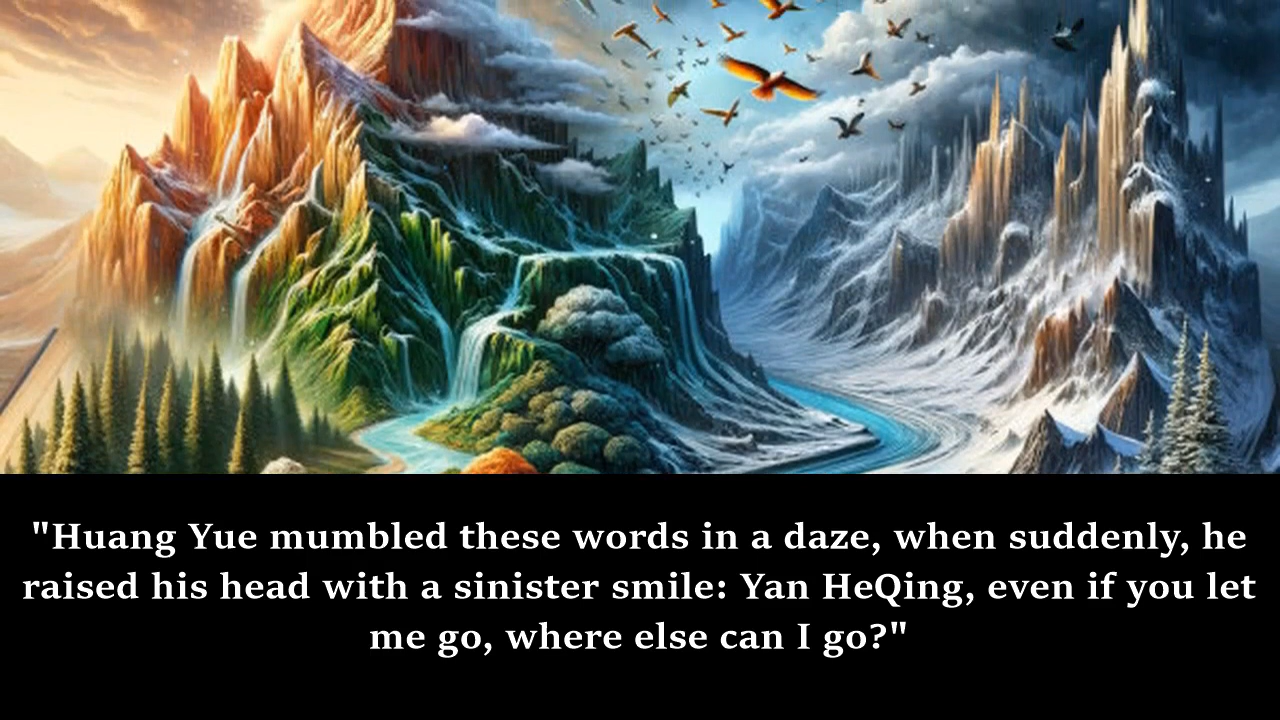 "Huang Yue mumbled these words in a daze, when suddenly, he
raised his head with a sinister smile: Yan HeQing, even if you let
me go, where else can I go?"